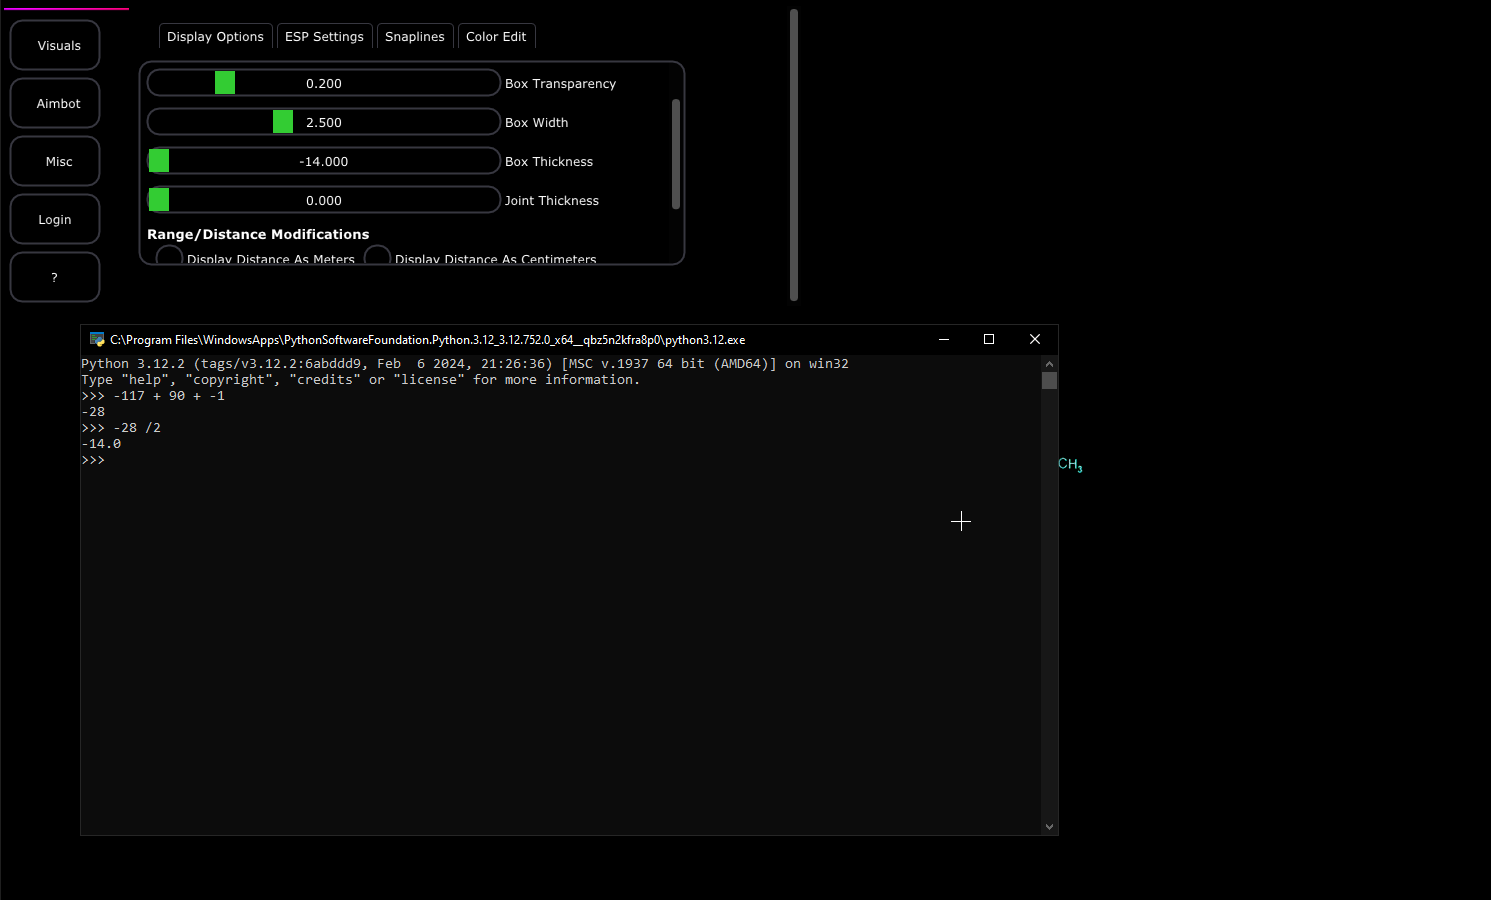 Visuals
Aimbot
Misc
Login
?
Display Options
ESP Settings
Snaplines
Color Edit
0.200 Box Transparency
2.500 Box Width
-14.000 Box Thickness
0.000 Joint Thickness
Range/Distance Modifications
Display Distance As Meters Display Distance As Centimeters
C:\Program Files\WindowsApps\PythonSoftwareFoundation.Python.3.12_3.12.752.0_x64__qbz5n2kfra8p0\python3.12.exe
Python 3.12.2 (tags/v3.12.2:6abddd9, Feb  6 2024, 21:26:36) [MSC v.1937 64 bit (AMD64)] on win32
Type "help", "copyright", "credits" or "license" for more information.
>>> -117 + 90 + -1
-28
>>> -28 /2
-14.0
>>>
CH₃